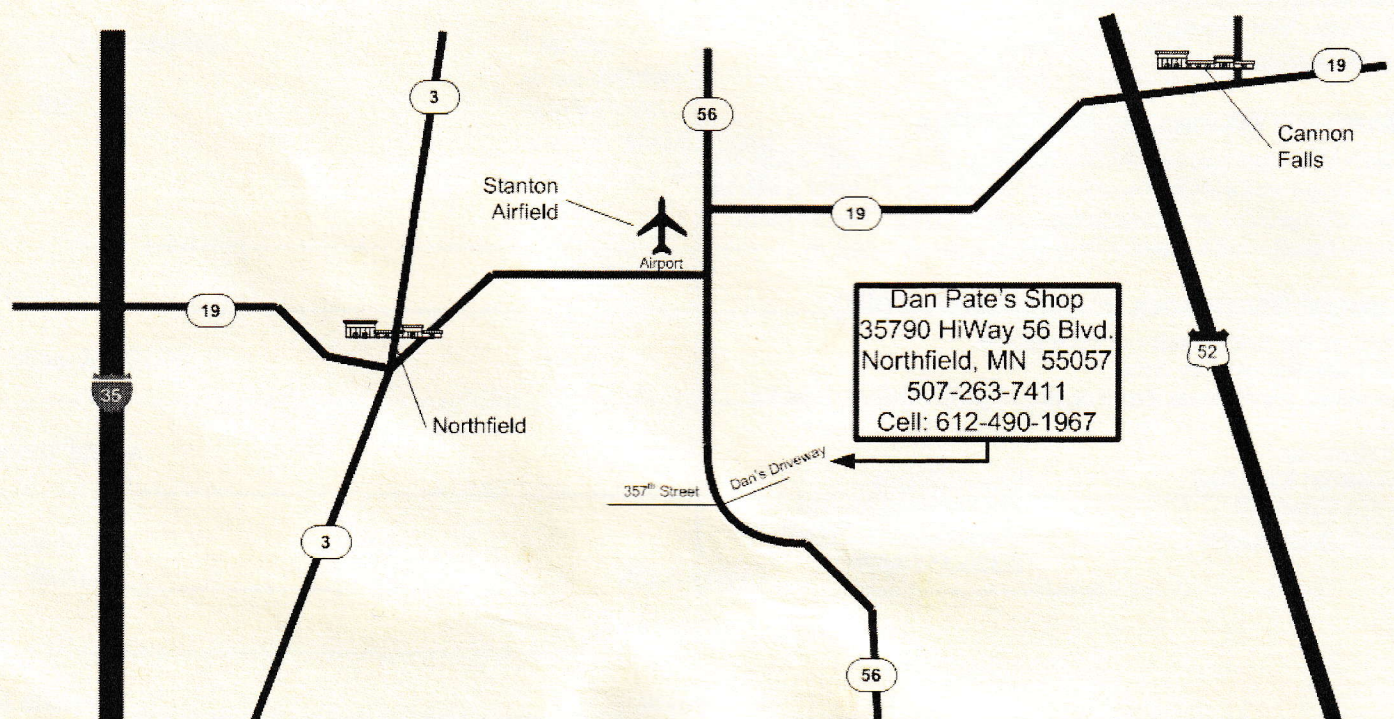 3
19
56
Cannon
Falls
Stanton
Airfield
19
Airport
19
Dan Pate's Shop
35790 HiWay 56 Blvd.
Northfield, MN 55057
507-263-7411
Cell: 612-490-1967
52
35
Northfield
Dan's Driveway
357th Street
3
56